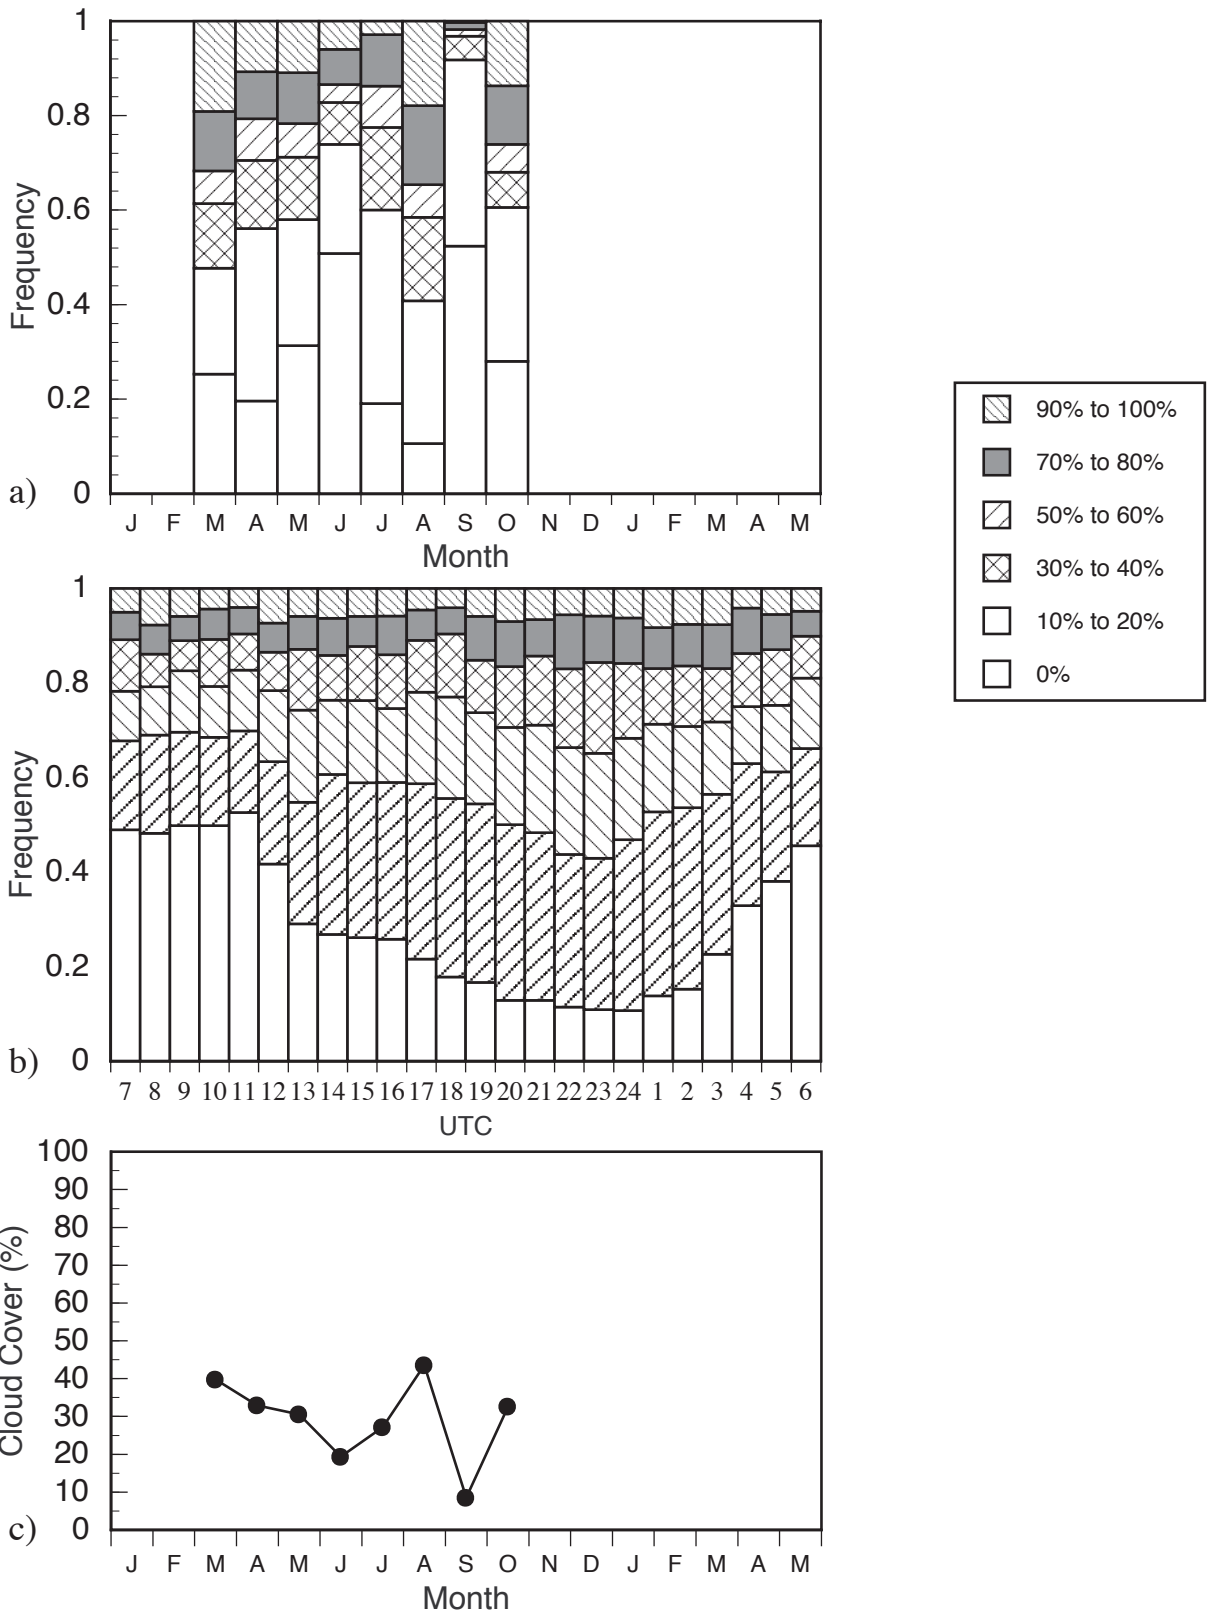 1
0.8
0.6
0.4
0.2
0
Frequency
a)
J F M A M J J A S O N D J F M A M
Month
90% to 100%
70% to 80%
50% to 60%
30% to 40%
10% to 20%
0%
1
0.8
0.6
0.4
0.2
0
Frequency
b)
7 8 9 10 11 12 13 14 15 16 17 18 19 20 21 22 23 24 1 2 3 4 5 6
UTC
100
90
80
70
60
50
40
30
20
10
0
Cloud Cover (%)
c)
J F M A M J J A S O N D J F M A M
Month